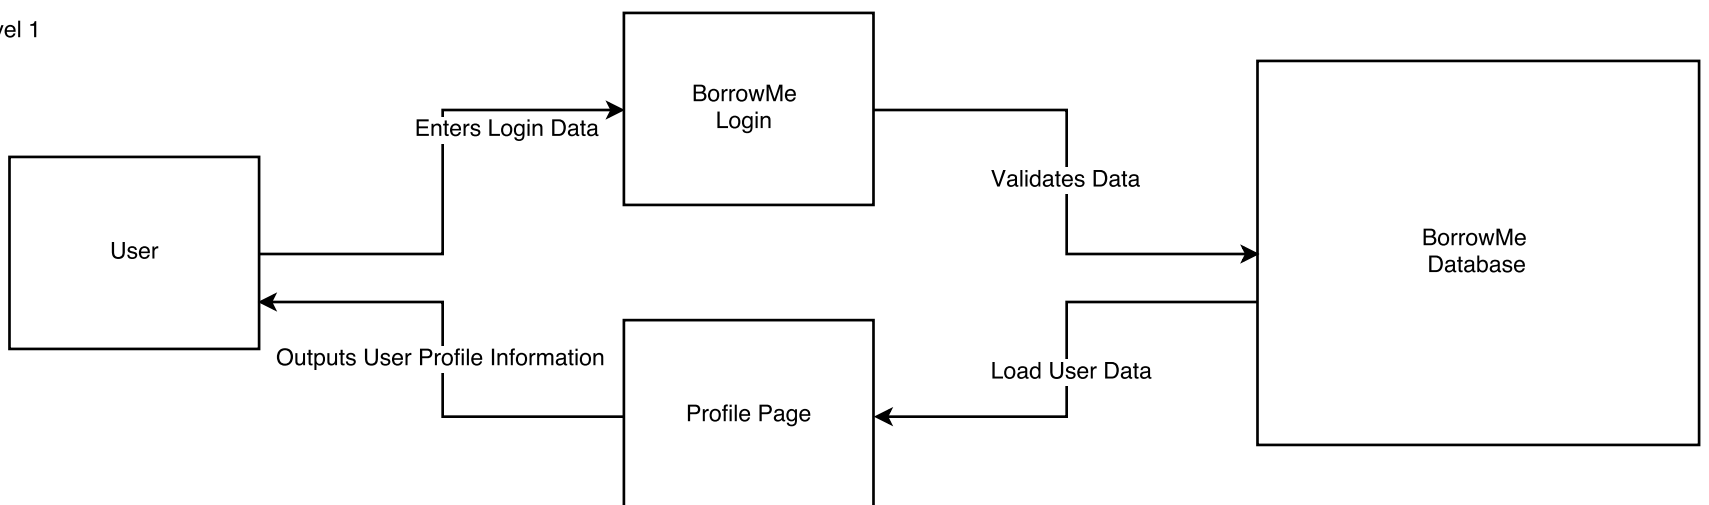 vel 1
BorrowMe
Login
Enters Login Data
Validates Data
User
BorrowMe
Database
Outputs User Profile Information
Load User Data
Profile Page